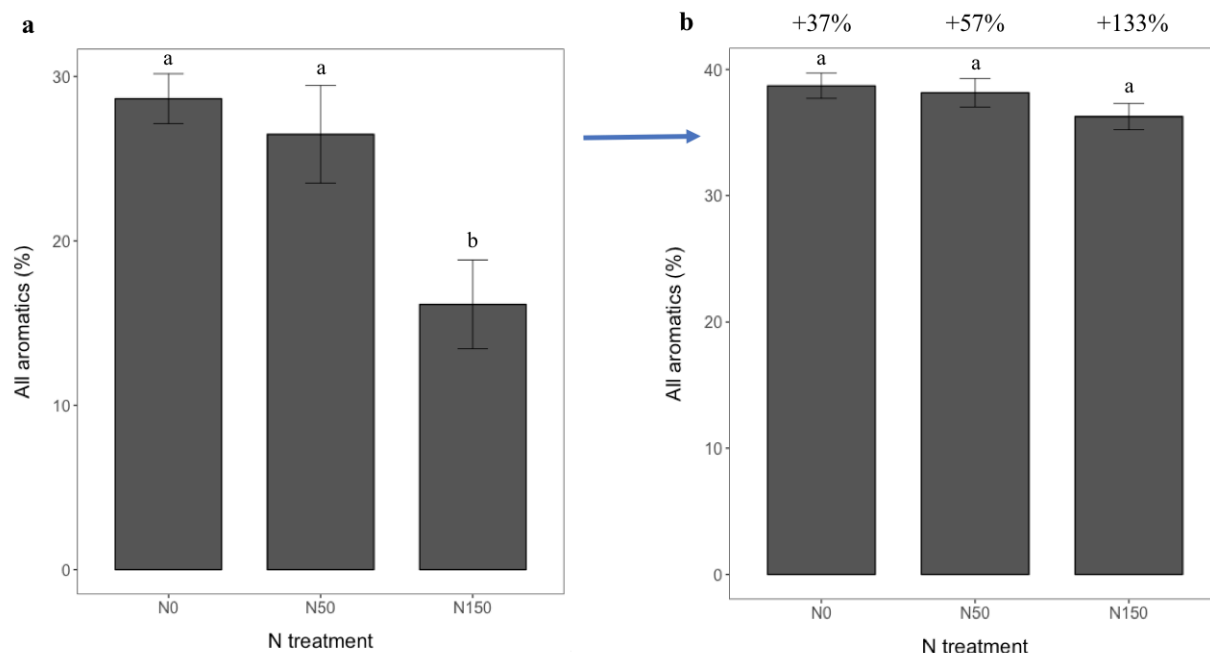 a
a
a
b
30
20
10
0
All aromatics (%)
N0
N50
N150
N treatment
b
+37%
+57%
+133%
a
a
a
40
30
20
10
0
All aromatics (%)
N0
N50
N150
N treatment